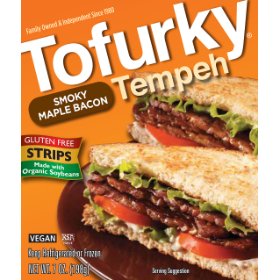 Family Owned & Independent Since 1980
Tofurky®
Tempeh
SMOKY
MAPLE BACON
GLUTEN FREE
STRIPS
Made with
Organic Soybeans
VEGAN
Keep Refrigerated or Frozen
NET WT. 7 OZ. (198g)
Serving Suggestion